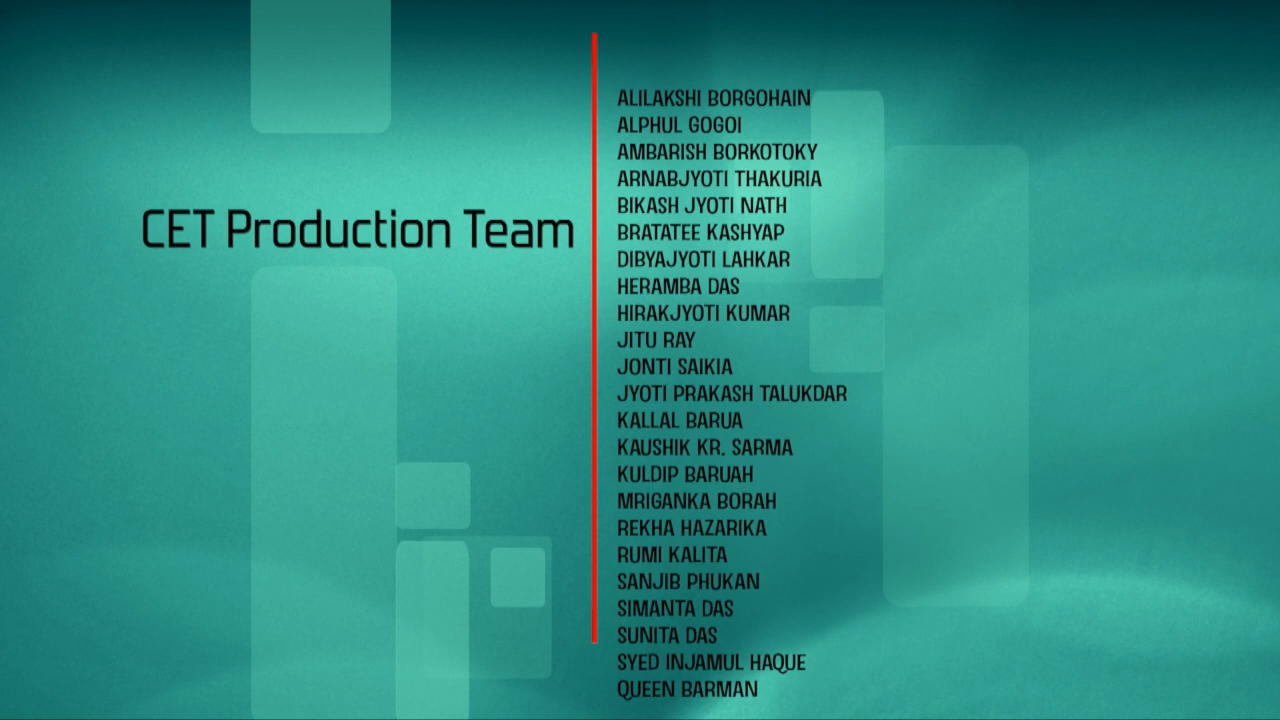 CET Production Team
ALILAKSHI BORGOHAIN
ALPHUL GOGOI
AMBARISH BORKOTOKY
ARNABJYOTI THAKURIA
BIKASH JYOTI NATH
BRATATEE KASHYAP
DIBYAJYOTI LAHKAR
HERAMBA DAS
HIRAKJYOTI KUMAR
JITU RAY
JONTI SAIKIA
JYOTI PRAKASH TALUKDAR
KALLAL BARUA
KAUSHIK KR. SARMA
KULDIP BARUAH
MRIGANKA BORAH
REKHA HAZARIKA
RUMI KALITA
SANJIB PHUKAN
SIMANTA DAS
SUNITA DAS
SYED INJAMUL HAQUE
QUEEN BARMAN